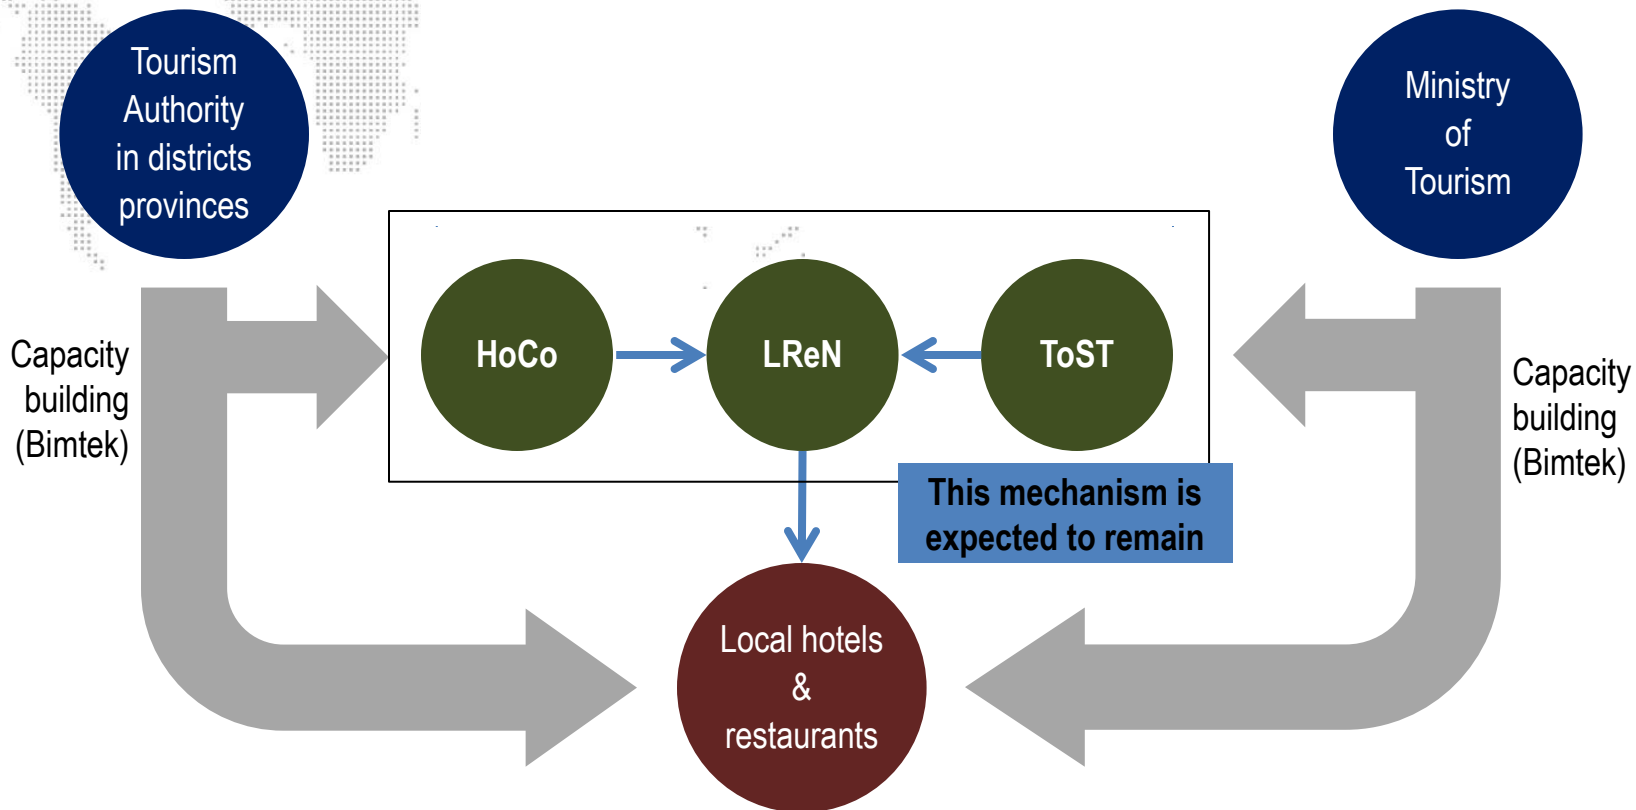 Tourism
Authority
in districts
provinces
Ministry
of
Tourism
HoCo
LReN
ToST
Capacity
building
(Bimtek)
Capacity
building
(Bimtek)
This mechanism is
expected to remain
Local hotels
&
restaurants